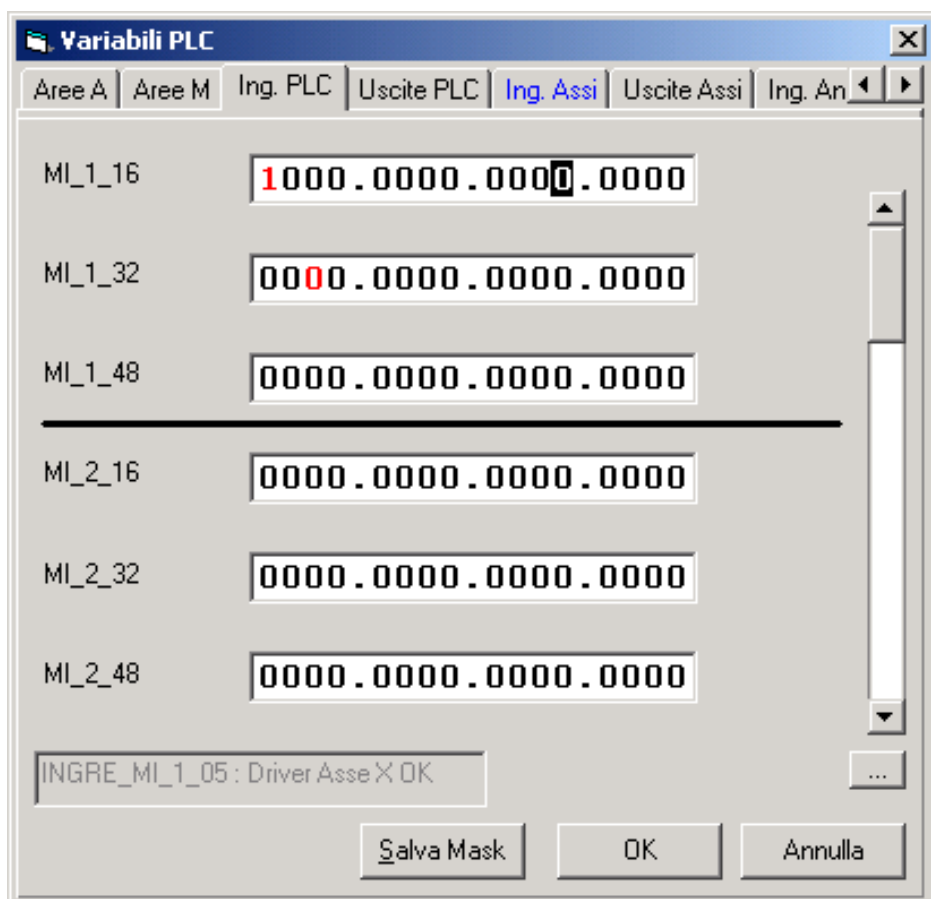 Variabili PLC
Aree A Aree M Ing. PLC Uscite PLC Ing. Assi Uscite Assi Ing. An
MI_1_16 1000.0000.0000.0000
MI_1_32 0000.0000.0000.0000
MI_1_48 0000.0000.0000.0000
MI_2_16 0000.0000.0000.0000
MI_2_32 0000.0000.0000.0000
MI_2_48 0000.0000.0000.0000
INGRE_MI_1_05 : Driver Asse X OK ...
Salva Mask OK Annulla